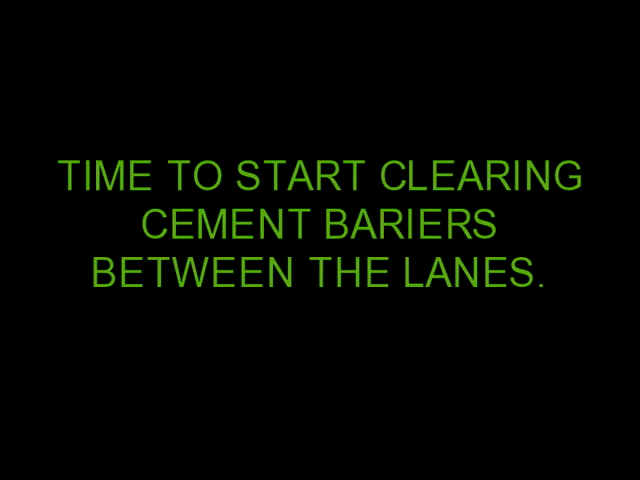 TIME TO START CLEARING
CEMENT BARIERS
BETWEEN THE LANES.